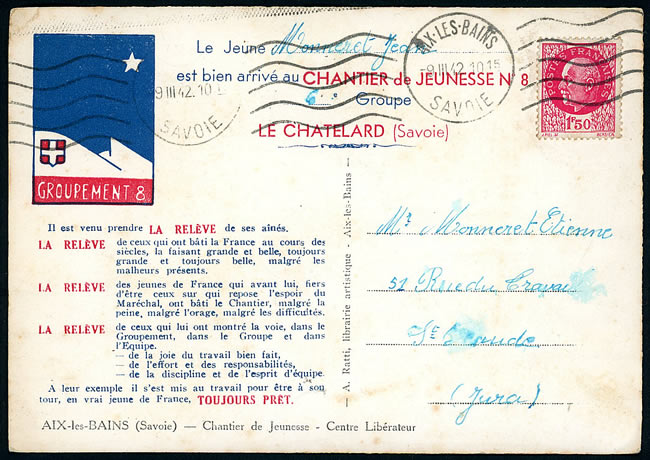 Le Jeune Monneret Jean
est bien arrivé au CHANTIER de JEUNESSE N° 8
6e Groupe
LE CHATELARD (Savoie)
AIX-LES-BAINS
-9 III 42. 10 15
SAVOIE
9 III 42. 10
SAVOIE
FRANÇAISE
1F50
GROUPEMENT 8
Il est venu prendre LA RELÈVE de ses aînés.
LA RELÈVE de ceux qui ont bâti la France au cours des
siècles, la faisant grande et belle, toujours
grande et toujours belle, malgré les
malheurs présents.
LA RELÈVE des jeunes de France qui avant lui, fiers
d'être ceux sur qui repose l'espoir du
Maréchal, ont bâti le Chantier, malgré la
peine, malgré l'orage, malgré les difficultés.
LA RELÈVE de ceux qui lui ont montré la voie, dans le
Groupement, dans le Groupe et dans
l'Equipe.
— de la joie du travail bien fait,
— de l'effort et des responsabilités,
— de la discipline et de l'esprit d'équipe.
À leur exemple il s'est mis au travail pour être à son
tour, en vrai jeune de France, TOUJOURS PRÊT.
AIX-les-BAINS (Savoie) — Chantier de Jeunesse - Centre Libérateur
— A. Ratti, librairie artistique - Aix-les-Bains —
Mr Monneret Etienne
51 Rue du Travail
St Claude
(Jura)